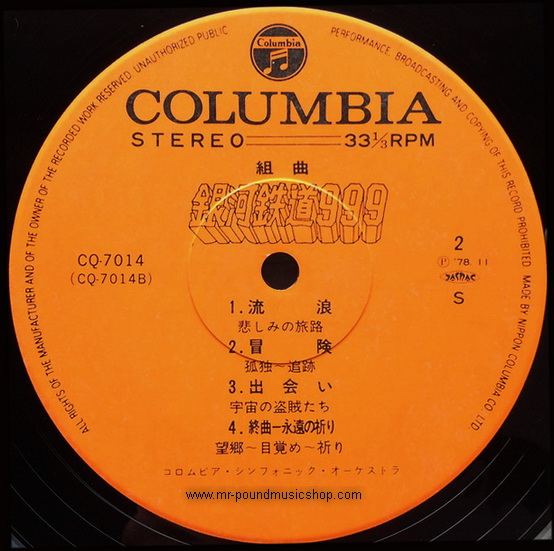 ALL RIGHTS OF THE MANUFACTURER AND OF THE OWNER OF THE RECORDED WORK RESERVED. UNAUTHORIZED PUBLIC PERFORMANCE, BROADCASTING AND COPYING OF THIS RECORD PROHIBITED MADE BY NIPPON COLUMBIA CO. LTD.
Columbia
COLUMBIA
STEREO 33⅓RPM
組曲
銀河鉄道999
CQ-7014
(CQ-7014B)
2
Ⓟ '78.11
JASRAC
S
1.流浪
悲しみの旅路
2.冒険
孤独〜追跡
3.出会い
宇宙の盗賊たち
4.終曲—永遠の祈り
望郷〜目覚め〜祈り
コロムビア・シンフォニック・オーケストラ
www.mr-poundmusicshop.com